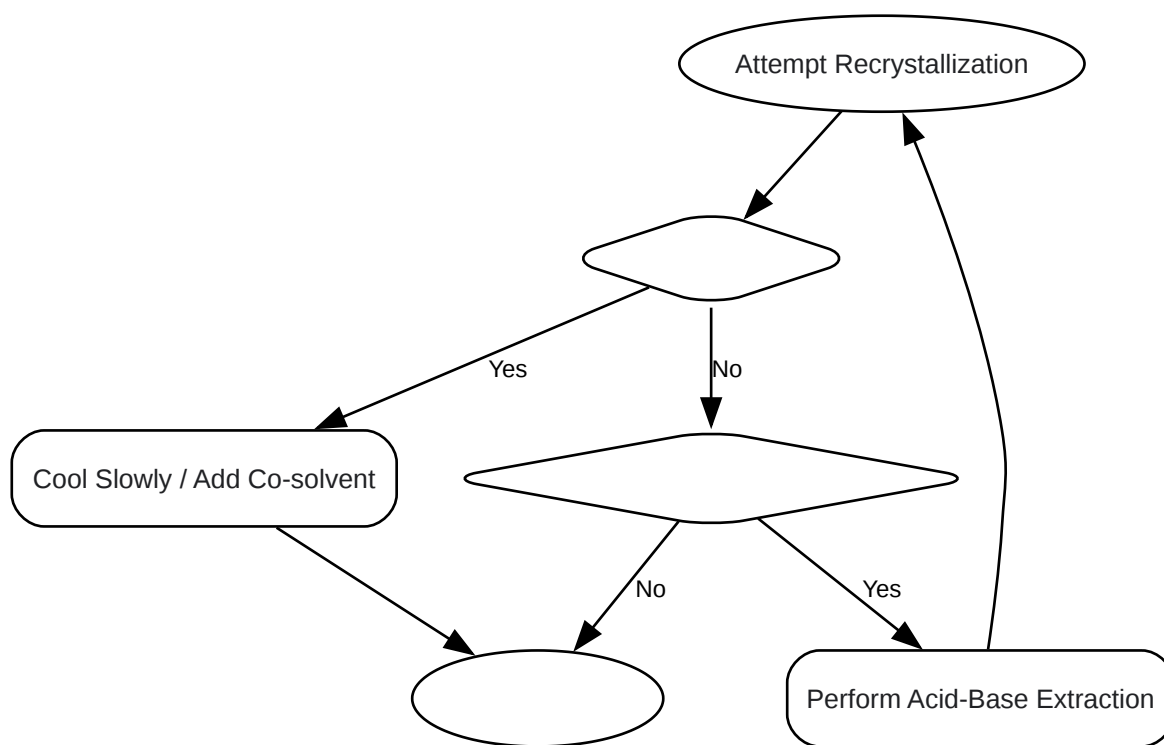 Attempt Recrystallization
Yes
No
Cool Slowly / Add Co-solvent
No
Yes
Perform Acid-Base Extraction